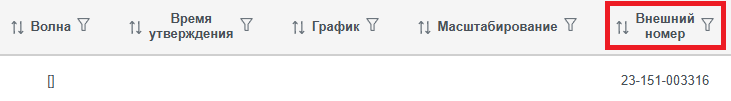 Волна Время утверждения График Масштабирование Внешний номер
[] 23-151-003316